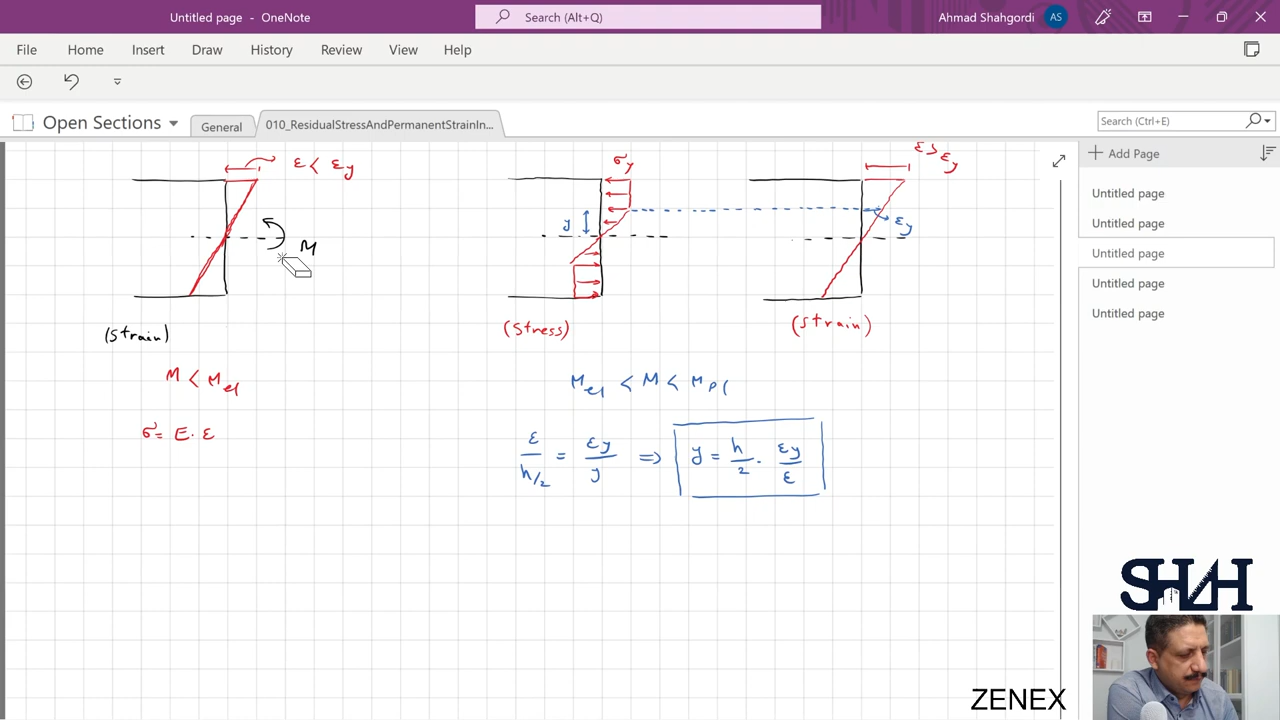 Untitled page - OneNote
Search (Alt+Q)
Ahmad Shahgordi
AS
File Home Insert Draw History Review View Help
Open Sections
General
010_ResidualStressAndPermanentStrainIn...
Search (Ctrl+E)
Add Page
Untitled page
Untitled page
Untitled page
Untitled page
Untitled page
ε < εy
M
(Strain)
M < Mel
σ = E . ε
σy
y
(Stress)
ε > εy
εy
(Strain)
Mel < M < Mpl
ε/(h/2) = εy/y ⇒ y = h/2 . εy/ε
SHLH
ZENEX